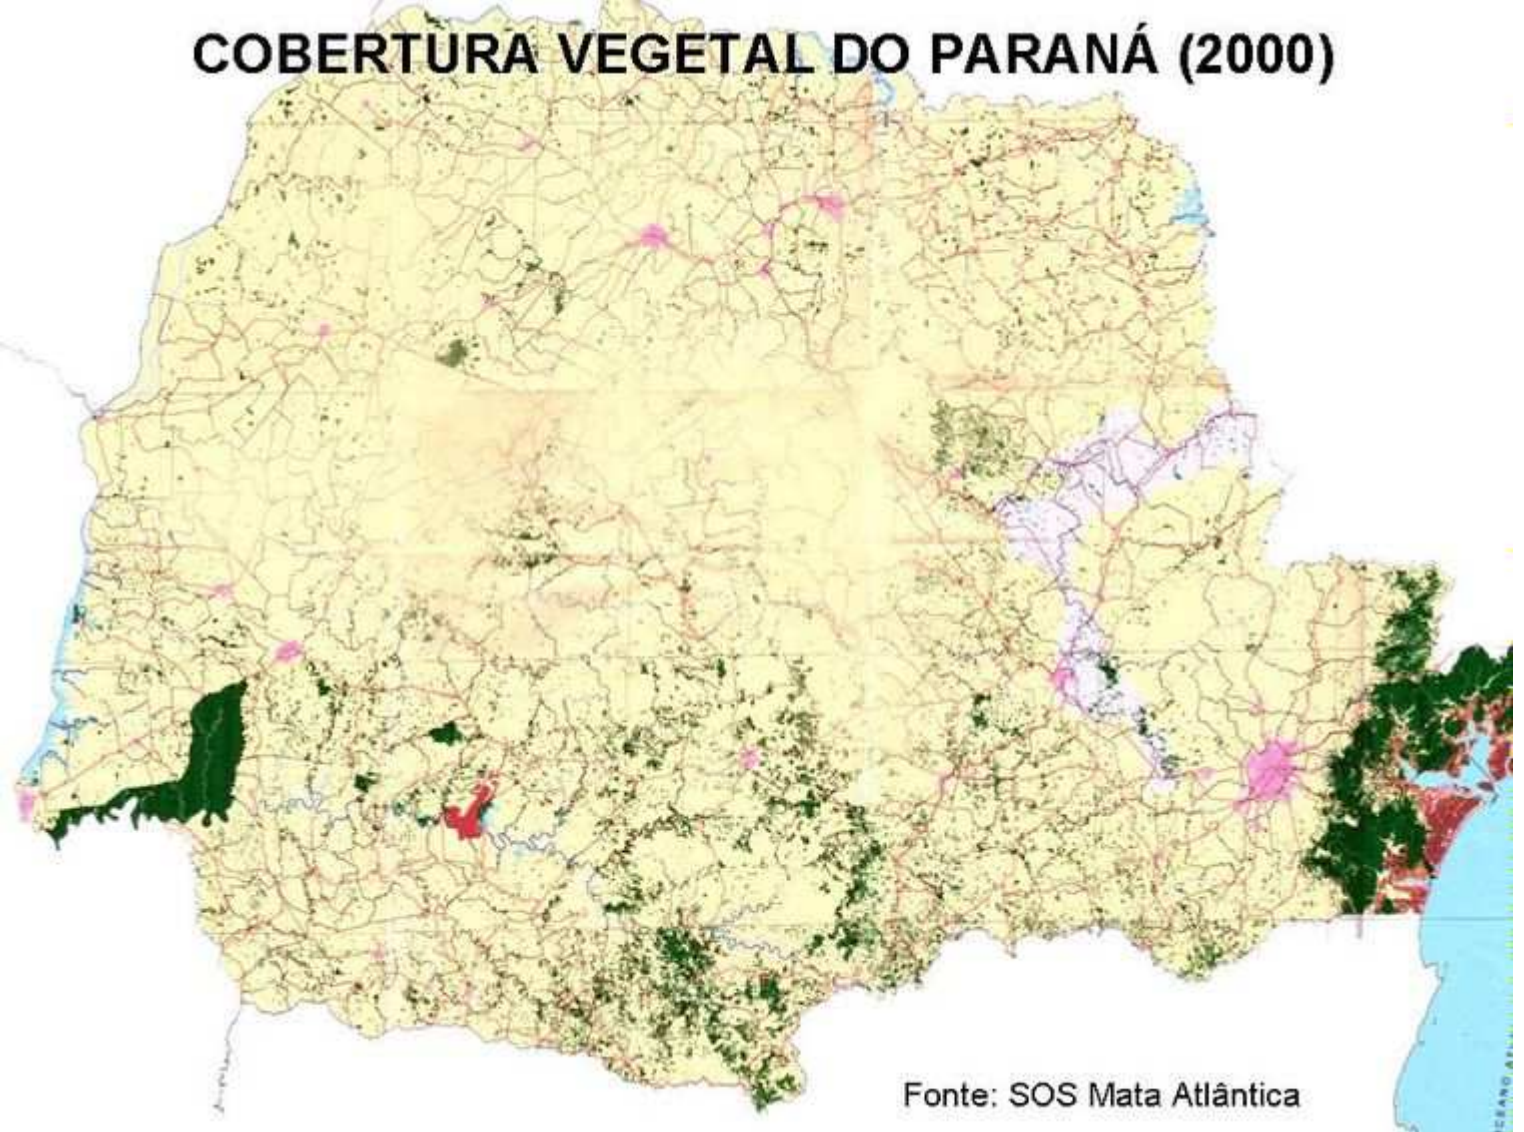 COBERTURA VEGETAL DO PARANÁ (2000)
Fonte: SOS Mata Atlântica